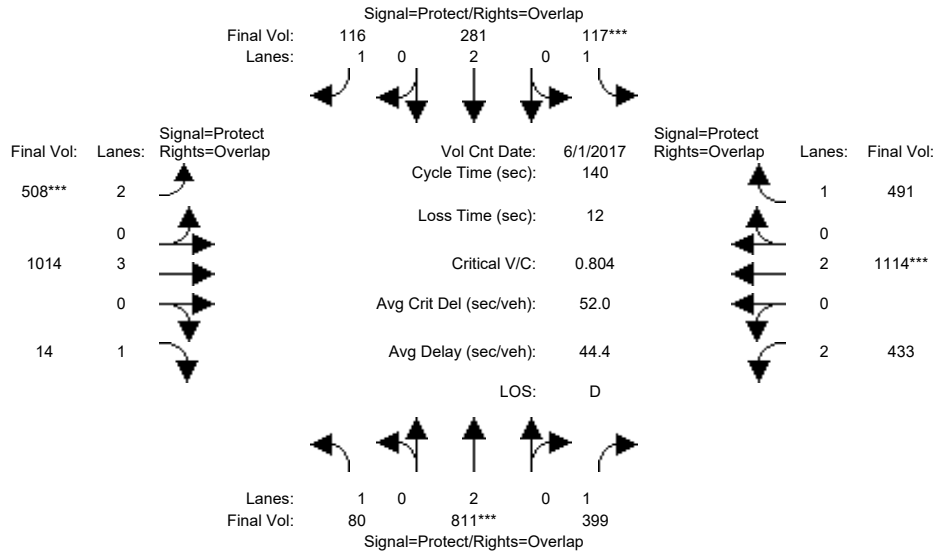 Signal=Protect/Rights=Overlap
Final Vol: 116 281 117***
Lanes: 1 0 2 0 1
Signal=Protect
Final Vol: Lanes: Rights=Overlap
Vol Cnt Date: 6/1/2017
Signal=Protect
Rights=Overlap Lanes: Final Vol:
Cycle Time (sec): 140
508*** 2
1 491
Loss Time (sec): 12
0
0
1014 3
Critical V/C: 0.804
2 1114***
0
Avg Crit Del (sec/veh): 52.0
0
14 1
Avg Delay (sec/veh): 44.4
2 433
LOS: D
Lanes: 1 0 2 0 1
Final Vol: 80 811*** 399
Signal=Protect/Rights=Overlap